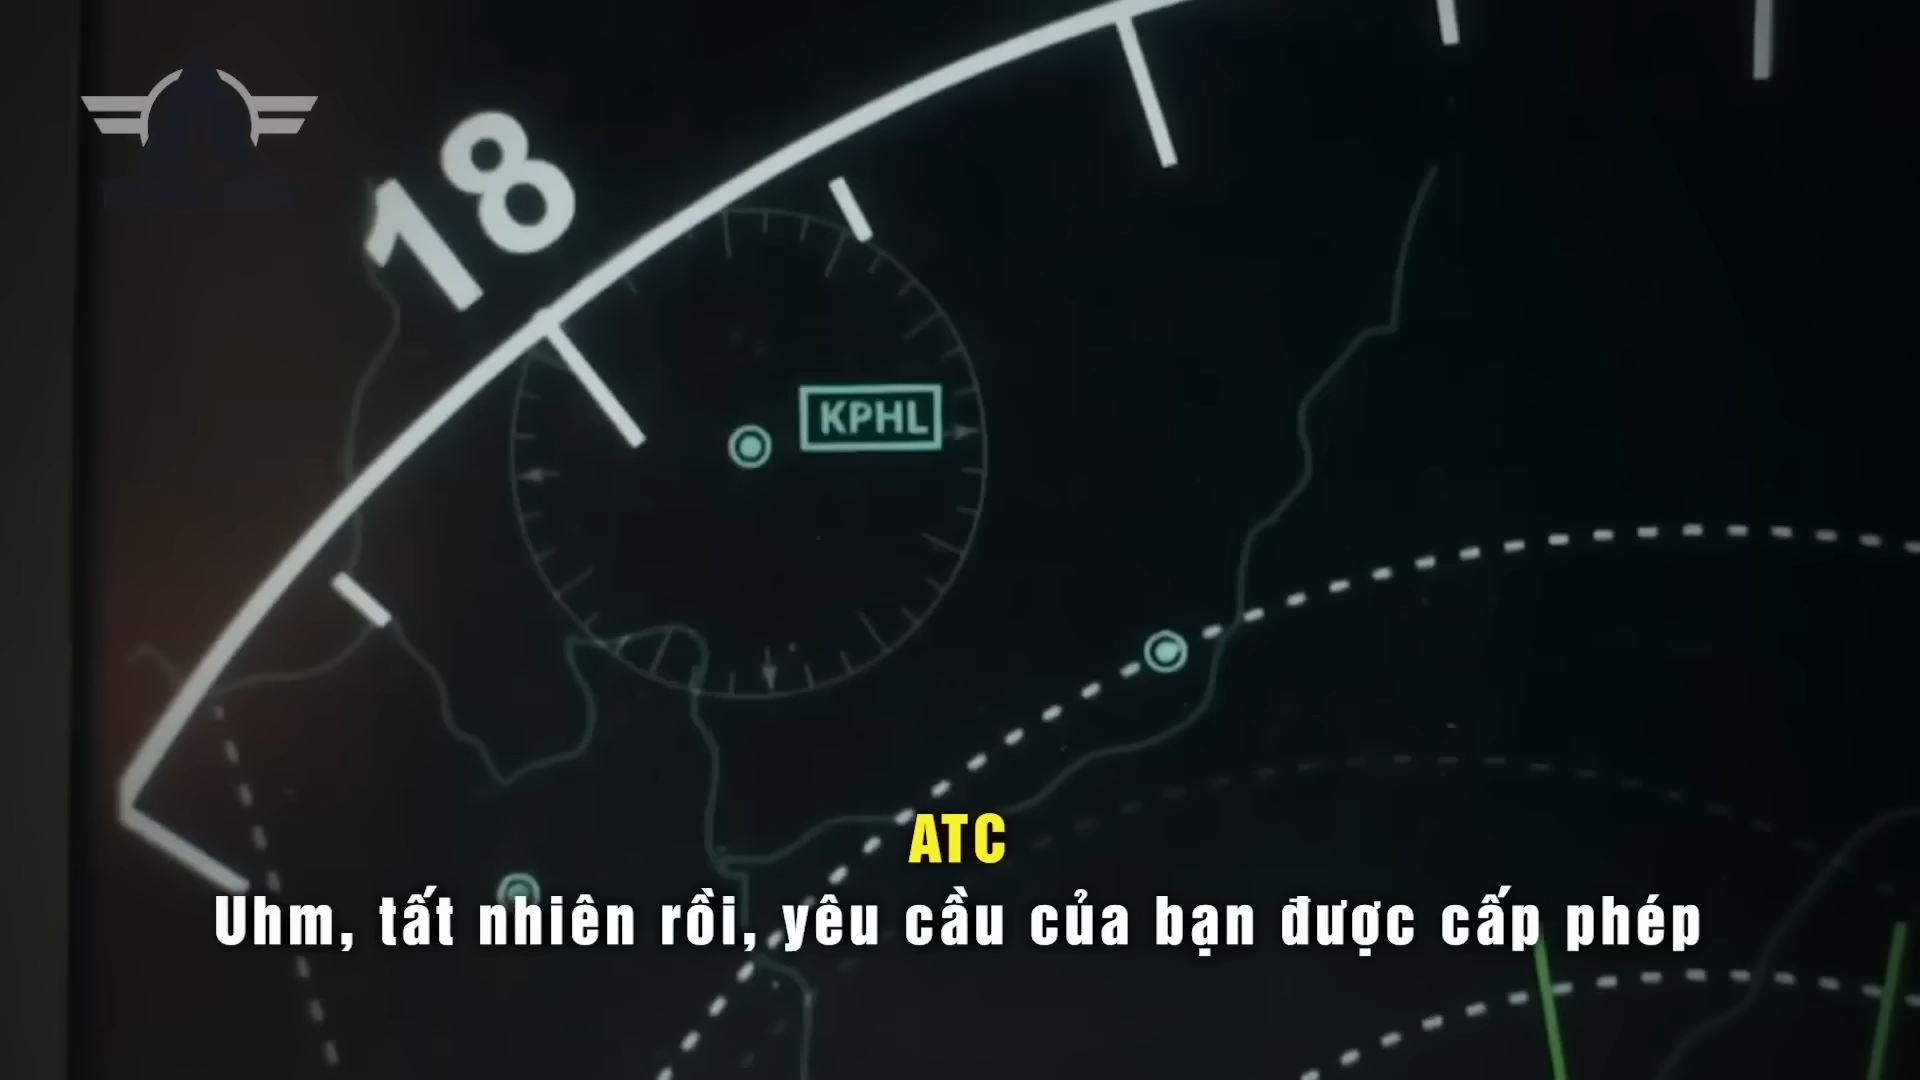 18
KPHL
ATC
Uhm, tất nhiên rồi, yêu cầu của bạn được cấp phép